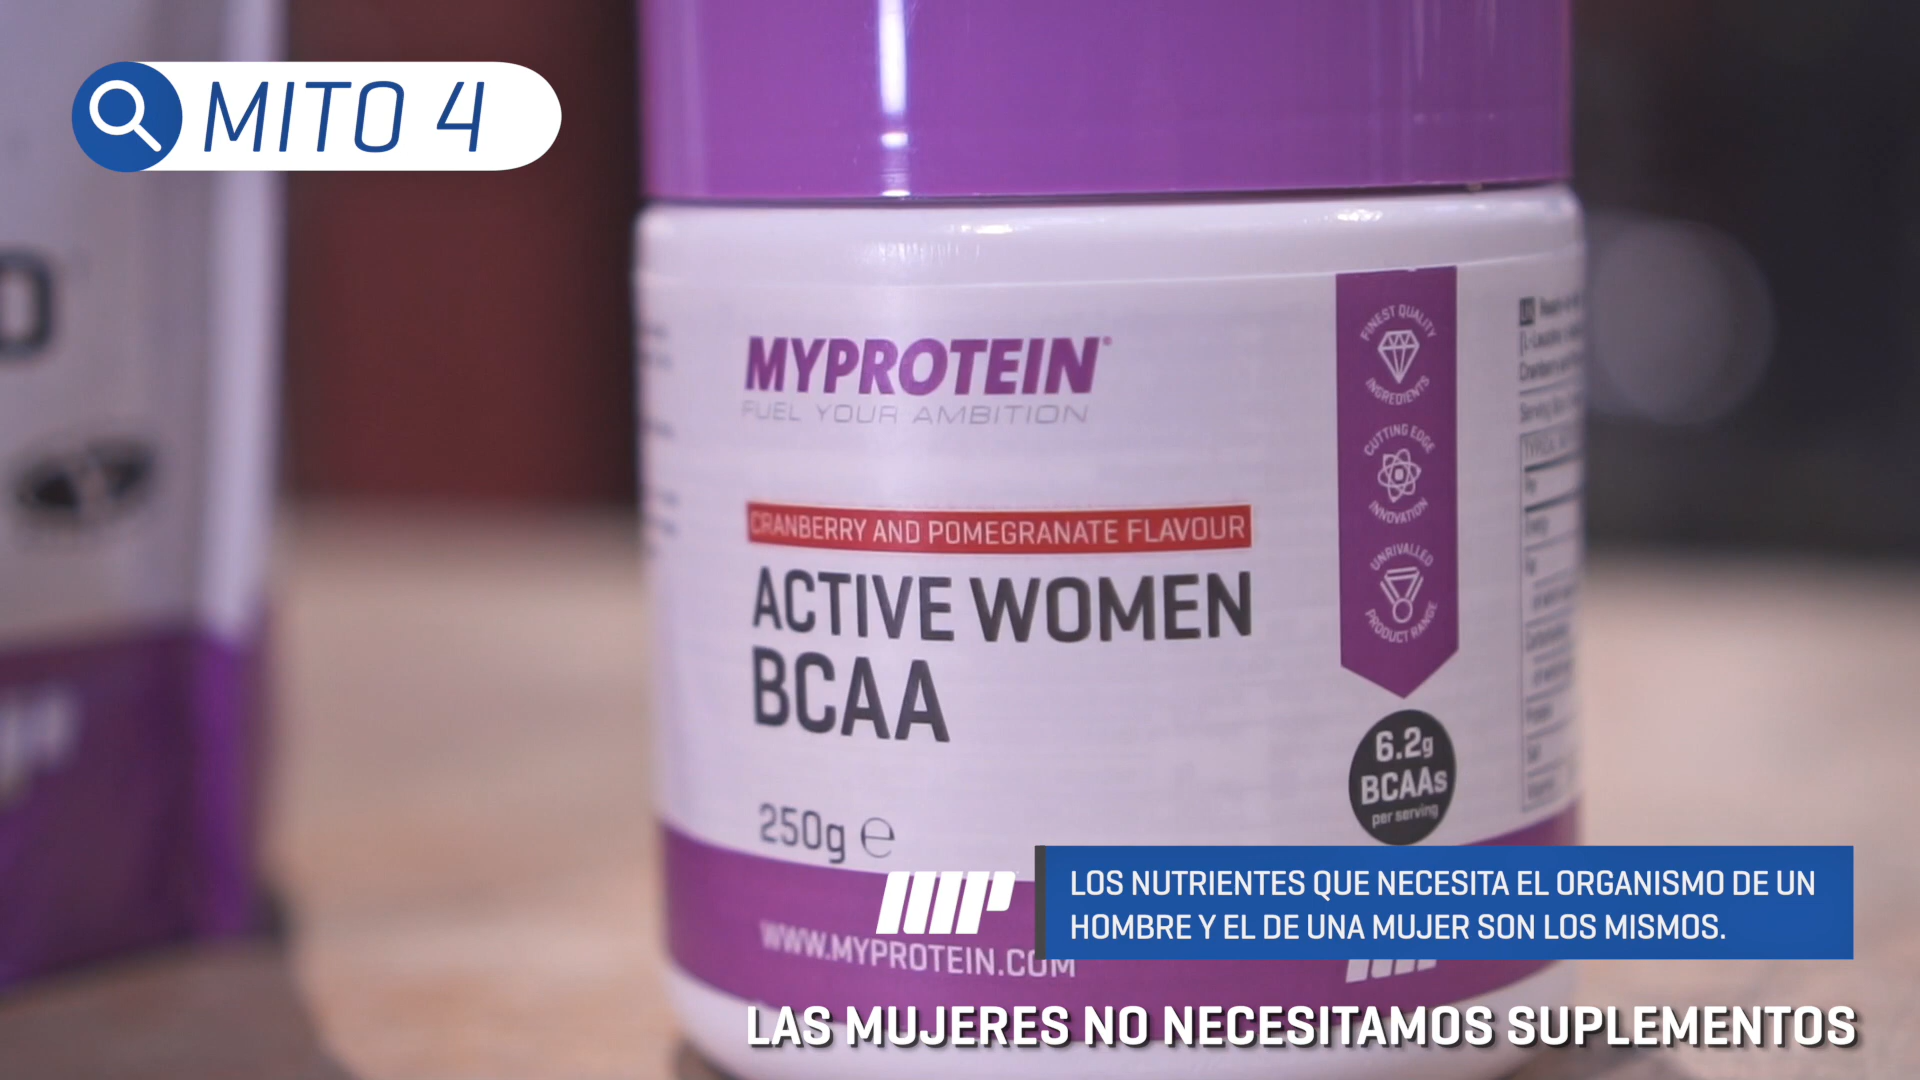 MITO 4
MYPROTEIN
FUEL YOUR AMBITION
CRANBERRY AND POMEGRANATE FLAVOUR
ACTIVE WOMEN
BCAA
250g ℮
WWW.MYPROTEIN.COM
FINEST QUALITY
INGREDIENTS
CUTTING EDGE
INNOVATION
UNRIVALLED
PRODUCT RANGE
6.2g
BCAAs
per serving
LOS NUTRIENTES QUE NECESITA EL ORGANISMO DE UN
HOMBRE Y EL DE UNA MUJER SON LOS MISMOS.
LAS MUJERES NO NECESITAMOS SUPLEMENTOS